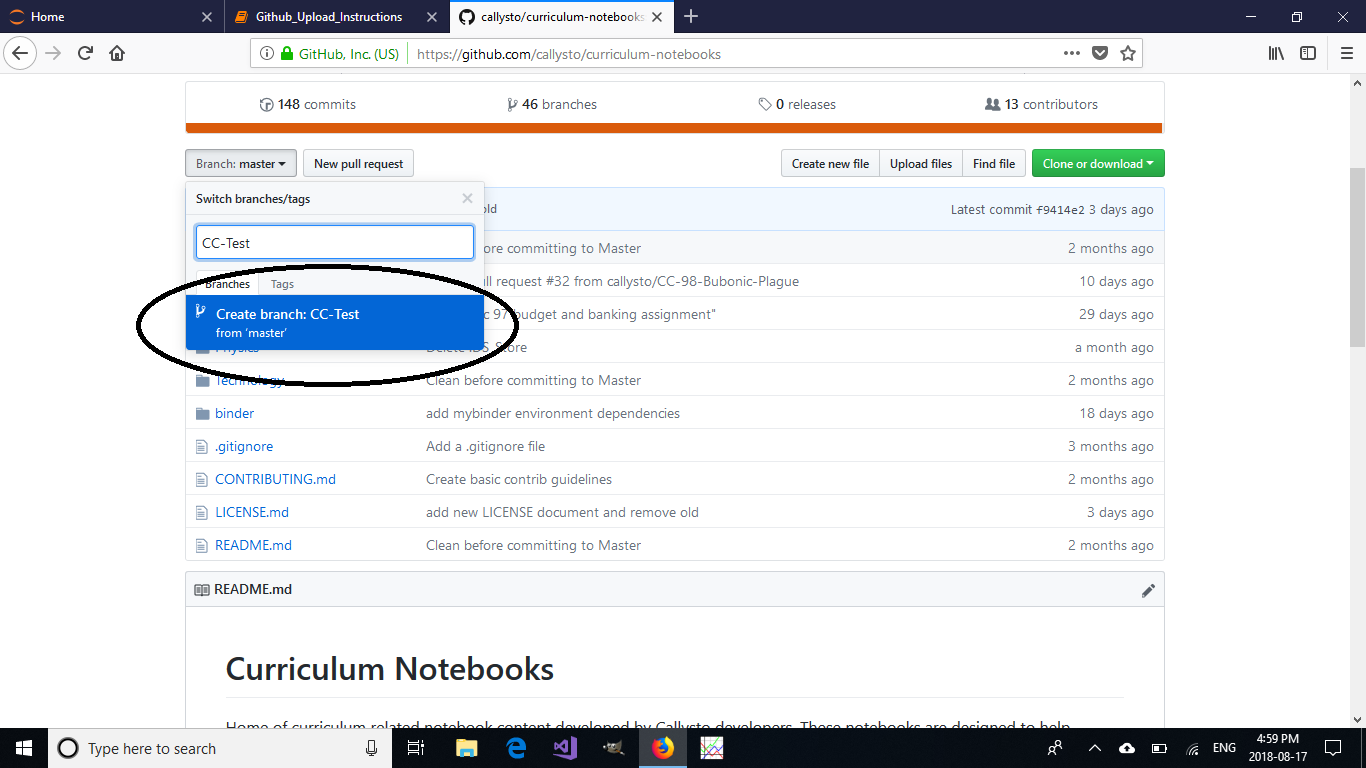 Home
Github_Upload_Instructions
callysto/curriculum-notebooks
GitHub, Inc. (US)
https://github.com/callysto/curriculum-notebooks
148 commits
46 branches
0 releases
13 contributors
Branch: master
New pull request
Create new file
Upload files
Find file
Clone or download
Switch branches/tags
old
Latest commit f9414e2 3 days ago
CC-Test
ore committing to Master
2 months ago
Branches
Tags
ull request #32 from callysto/CC-98-Bubonic-Plague
10 days ago
Create branch: CC-Test
from 'master'
c 97 budget and banking assignment"
29 days ago
Physics
a month ago
Technology
Clean before committing to Master
2 months ago
binder
add mybinder environment dependencies
18 days ago
.gitignore
Add a .gitignore file
3 months ago
CONTRIBUTING.md
Create basic contrib guidelines
2 months ago
LICENSE.md
add new LICENSE document and remove old
3 days ago
README.md
Clean before committing to Master
2 months ago
README.md
Curriculum Notebooks
Home of curriculum related notebook content developed by Callysto developers. These notebooks are designed to help
Type here to search
ENG
4:59 PM
2018-08-17